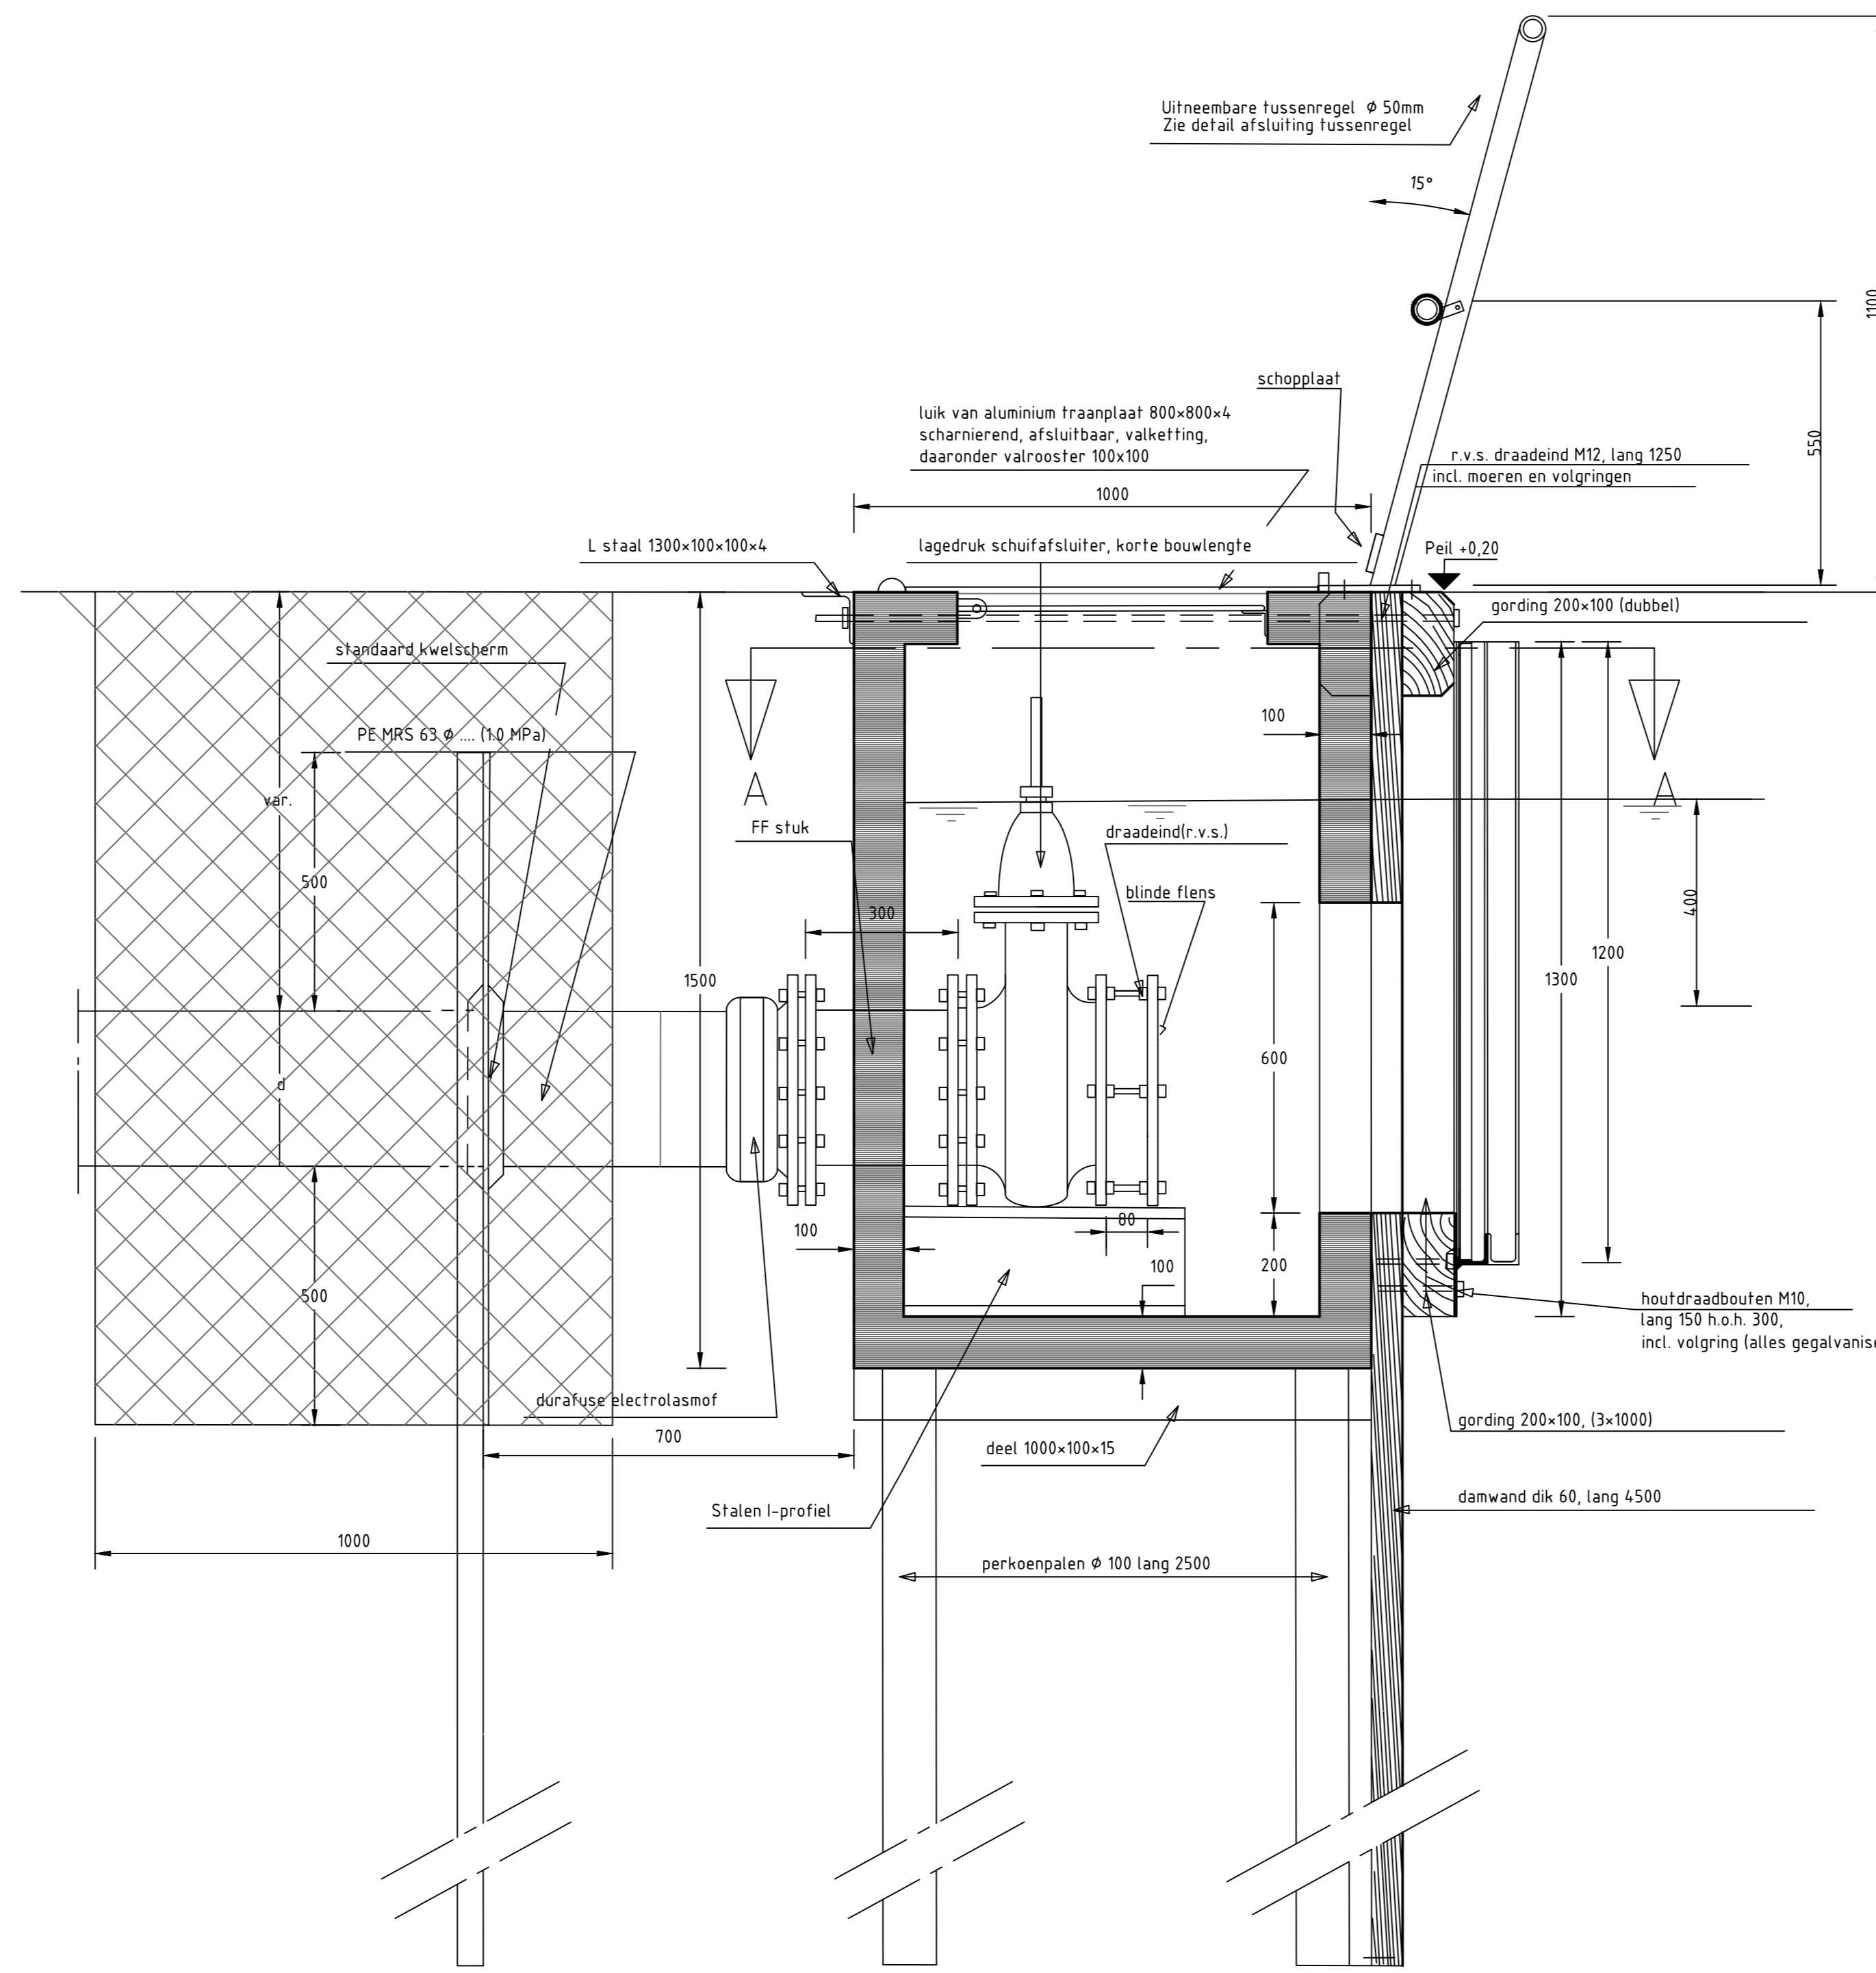 Uitneembare tussenregel ϕ 50mm
Zie detail afsluiting tussenregel
15°
1100
schopplaat
luik van aluminium traanplaat 800×800×4
scharnierend, afsluitbaar, valketting,
daaronder valrooster 100x100
550
r.v.s. draadeind M12, lang 1250
incl. moeren en volgringen
1000
L staal 1300×100×100×4
lagedruk schuifafsluiter, korte bouwlengte
Peil +0,20
gording 200×100 (dubbel)
standaard kwelscherm
100
PE MRS 63 ϕ .... (1.0 MPa)
A
A
var.
FF stuk
draadeind(r.v.s.)
500
blinde flens
400
300
1200
1500
1300
600
d
80
100
100
200
500
houtdraadbouten M10,
lang 150 h.o.h. 300,
incl. volgring (alles gegalvanise
durafuse electrolasmof
gording 200×100, (3×1000)
700
deel 1000×100×15
damwand dik 60, lang 4500
Stalen I-profiel
1000
perkoenpalen ϕ 100 lang 2500